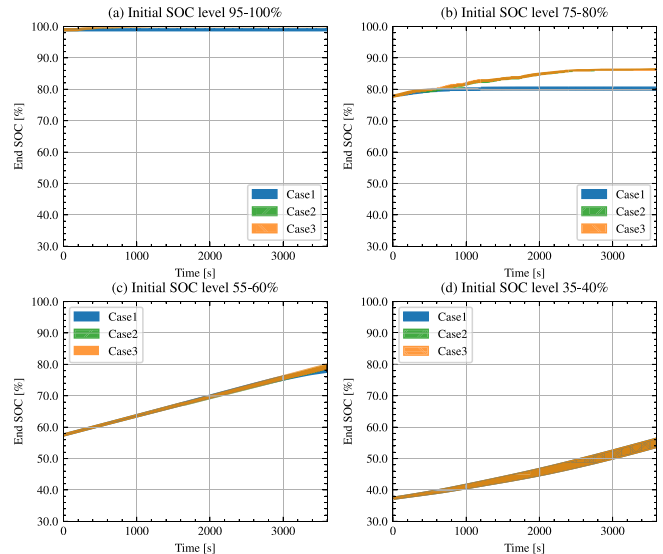 (a) Initial SOC level 95-100%
100.0
90.0
80.0
70.0
60.0
50.0
40.0
30.0
End SOC [%]
0
1000
2000
3000
Time [s]
Case1
Case2
Case3
(b) Initial SOC level 75-80%
100.0
90.0
80.0
70.0
60.0
50.0
40.0
30.0
End SOC [%]
0
1000
2000
3000
Time [s]
Case1
Case2
Case3
(c) Initial SOC level 55-60%
100.0
90.0
80.0
70.0
60.0
50.0
40.0
30.0
End SOC [%]
0
1000
2000
3000
Time [s]
Case1
Case2
Case3
(d) Initial SOC level 35-40%
100.0
90.0
80.0
70.0
60.0
50.0
40.0
30.0
End SOC [%]
0
1000
2000
3000
Time [s]
Case1
Case2
Case3